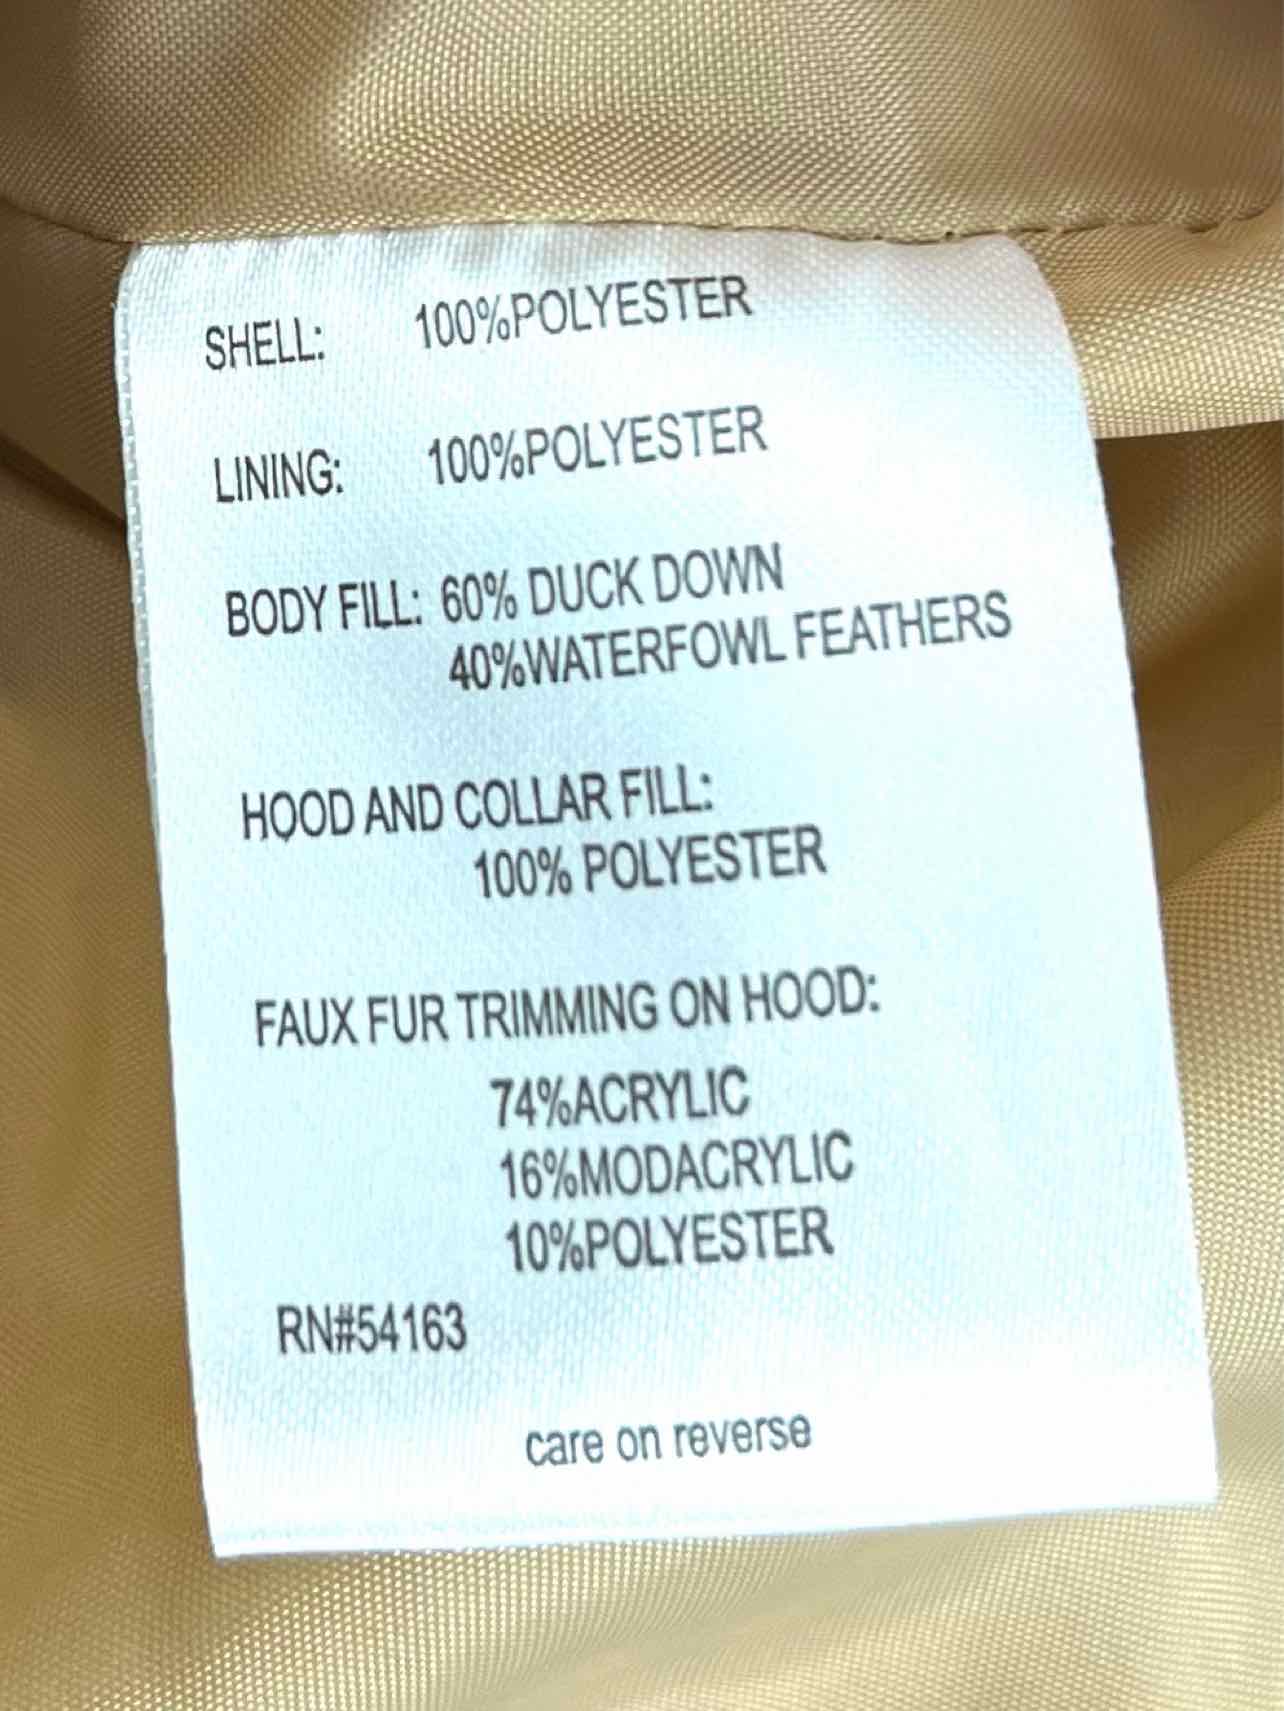 SHELL: 100%POLYESTER
LINING: 100%POLYESTER
BODY FILL: 60% DUCK DOWN
40%WATERFOWL FEATHERS
HOOD AND COLLAR FILL:
100% POLYESTER
FAUX FUR TRIMMING ON HOOD:
74%ACRYLIC
16%MODACRYLIC
10%POLYESTER
RN#54163
care on reverse